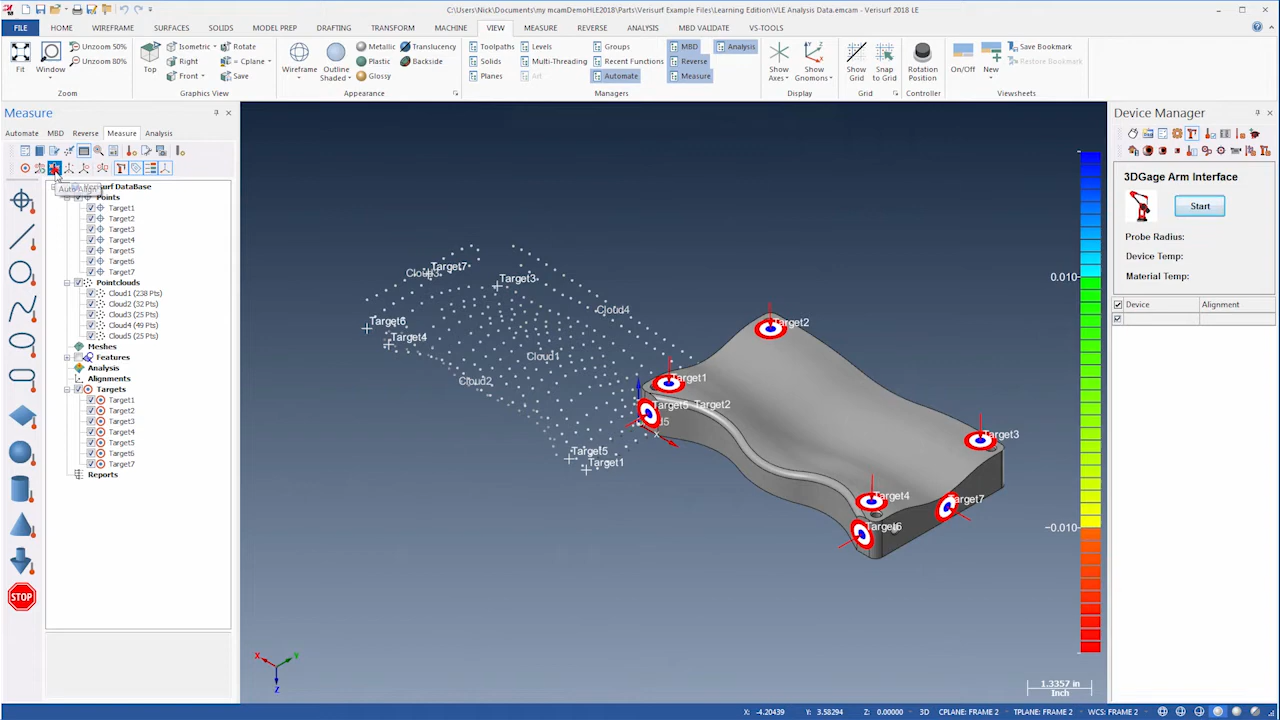 C:\Users\Nick\Documents\my mcamDemoHLE2018\Parts\Verisurf Example Files\Learning Edition\VLE Analysis Data.emcam - Verisurf 2018 LE
FILE HOME WIREFRAME SURFACES SOLIDS MODEL PREP DRAFTING TRANSFORM MACHINE VIEW MEASURE REVERSE ANALYSIS MBD VALIDATE VS-TOOLS
Unzoom 50% Isometric Rotate Metallic Translucency Toolpaths Levels Groups MBD Analysis Save Bookmark
Unzoom 80% Right = Cplane Plastic Backside Solids Multi-Threading Recent Functions Reverse Restore Bookmark
Fit Window Top Front Save Wireframe Outline Shaded Glossy Planes Art Automate Measure Show Axes Show Gnomons Show Grid Snap to Grid Rotation Position On/Off New
Zoom Graphics View Appearance Managers Display Grid Controller Viewsheets
Measure
Automate MBD Reverse Measure Analysis
Auto Align
Verisurf DataBase
Points
Target1
Target2
Target3
Target4
Target5
Target6
Target7
Pointclouds
Cloud1 (238 Pts)
Cloud2 (32 Pts)
Cloud3 (25 Pts)
Cloud4 (49 Pts)
Cloud5 (25 Pts)
Meshes
Features
Analysis
Alignments
Targets
Target1
Target2
Target3
Target4
Target5
Target6
Target7
Reports
STOP
Target7
Cloud3
Target3
Cloud4
Target6
Target4
Cloud1
Cloud2
Target5
Target1
Target2
Target1
Target5
Target2
X
Target3
Target4
Target7
Target6
0.010
−0.010
X Y
Z
1.3357 in
Inch
Device Manager
3DGage Arm Interface
Start
Probe Radius:
Device Temp:
Material Temp:
Device Alignment
X: -4.20439 Y: 3.58294 Z: 0.00000 3D CPLANE: FRAME 2 TPLANE: FRAME 2 WCS: FRAME 2